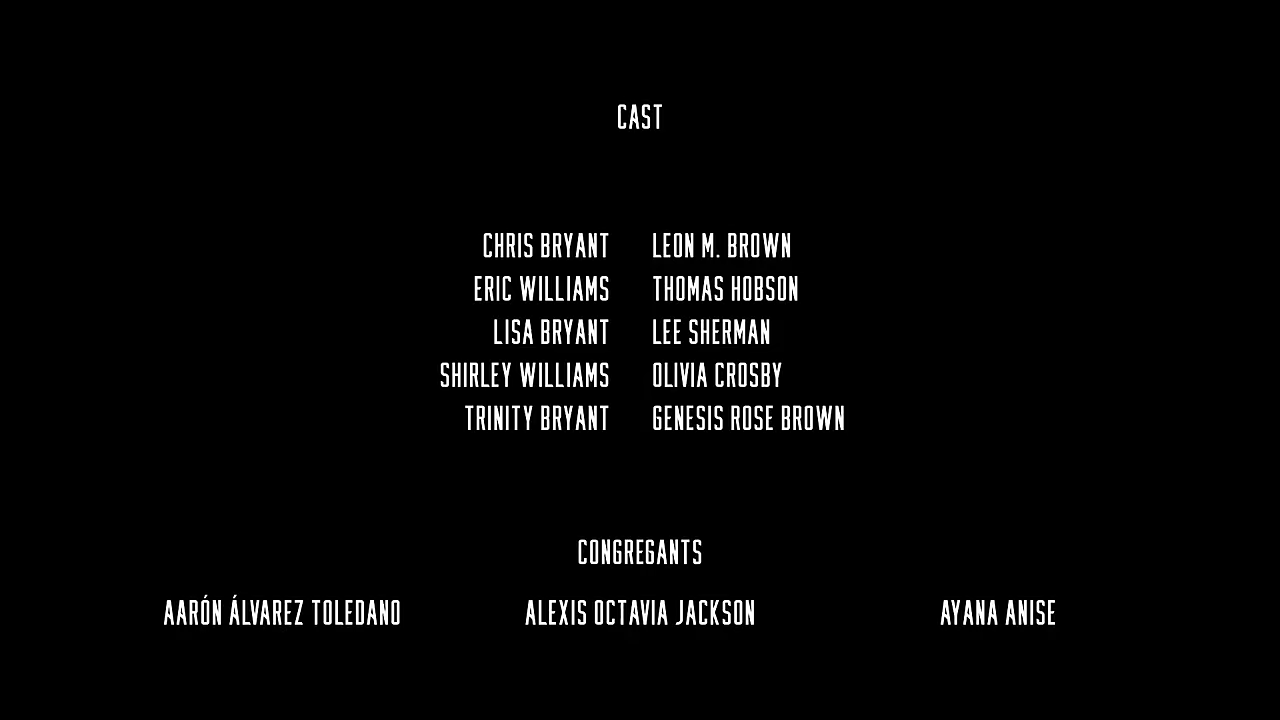 CAST
CHRIS BRYANT LEON M. BROWN
ERIC WILLIAMS THOMAS HOBSON
LISA BRYANT LEE SHERMAN
SHIRLEY WILLIAMS OLIVIA CROSBY
TRINITY BRYANT GENESIS ROSE BROWN
CONGREGANTS
AARÓN ÁLVAREZ TOLEDANO ALEXIS OCTAVIA JACKSON AYANA ANISE